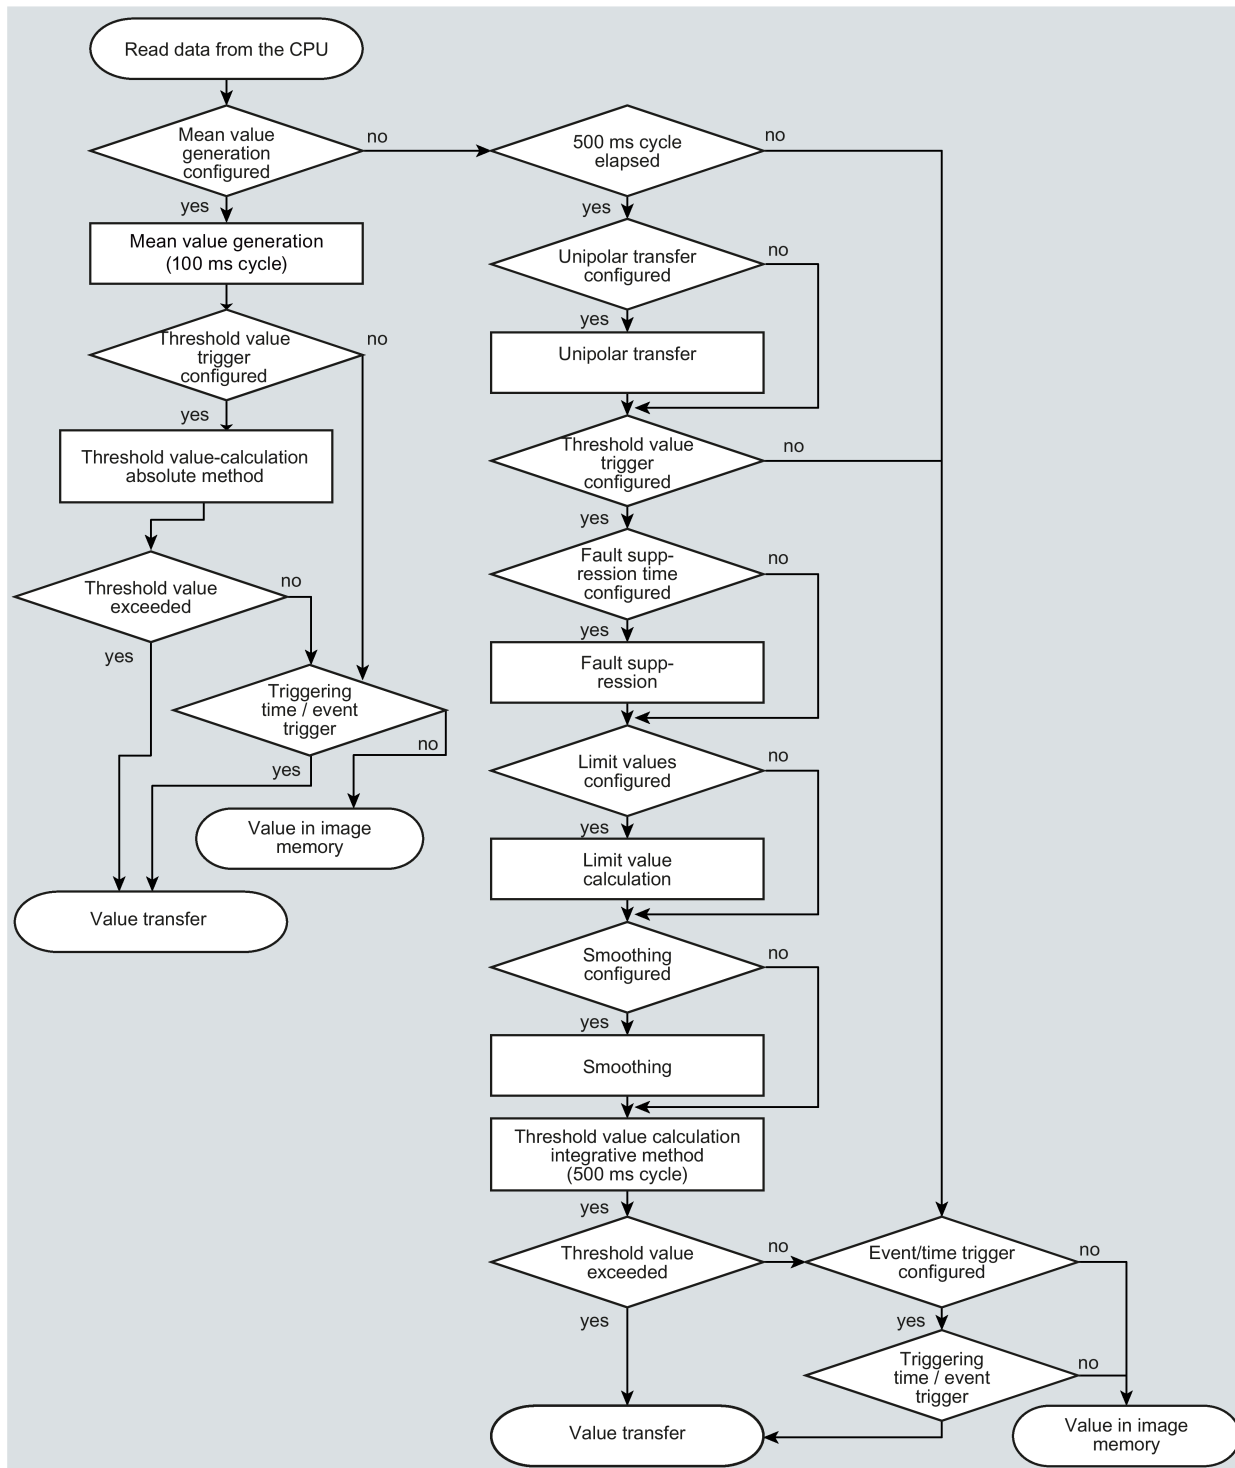 Read data from the CPU
Mean value
generation
configured
no
yes
Mean value generation
(100 ms cycle)
Threshold value
trigger
configured
no
yes
Threshold value-calculation
absolute method
Threshold value
exceeded
no
yes
Triggering
time / event
trigger
no
yes
Value in image
memory
Value transfer
500 ms cycle
elapsed
no
yes
Unipolar transfer
configured
no
yes
Unipolar transfer
Threshold value
trigger
configured
no
yes
Fault supp-
ression time
configured
no
yes
Fault supp-
ression
Limit values
configured
no
yes
Limit value
calculation
Smoothing
configured
no
yes
Smoothing
Threshold value calculation
integrative method
(500 ms cycle)
yes
Threshold value
exceeded
no
yes
Event/time trigger
configured
no
yes
Triggering
time / event
trigger
no
Value transfer
Value in image
memory